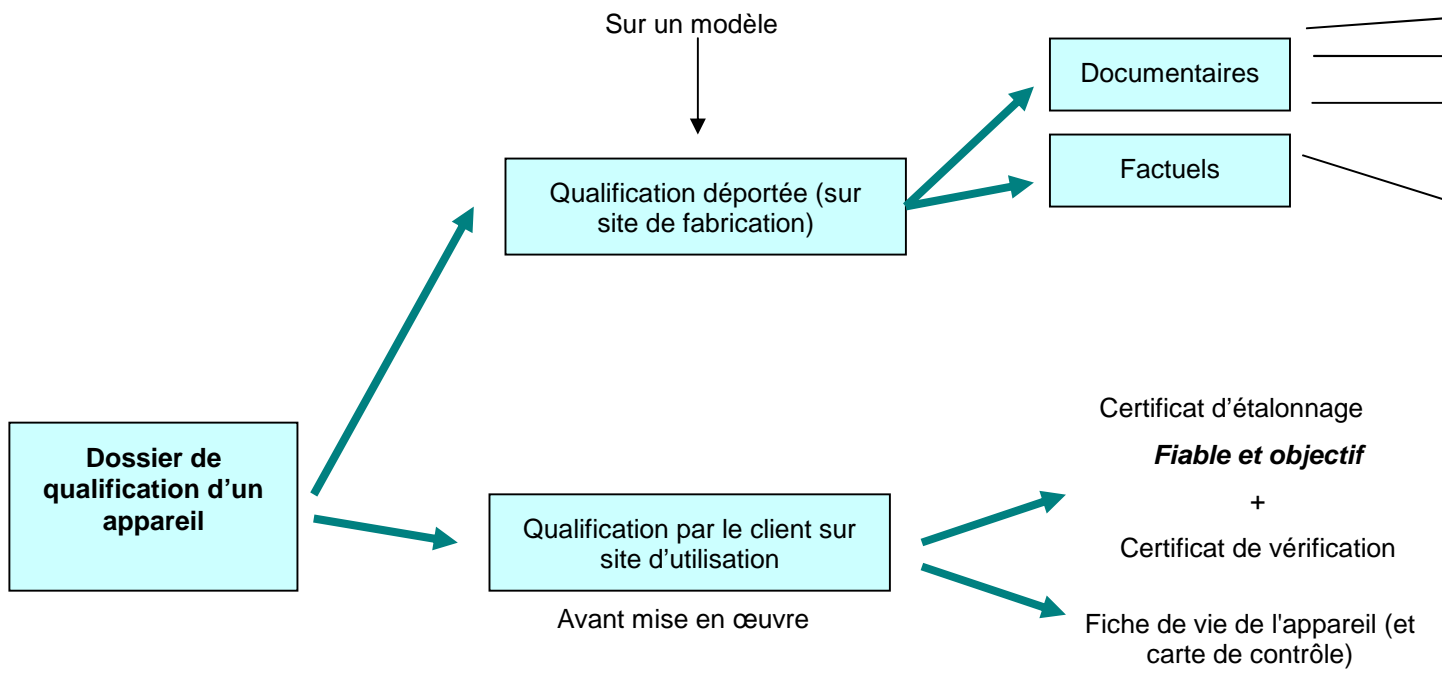 Sur un modèle
Documentaires
Factuels
Qualification déportée (sur
site de fabrication)
Certificat d’étalonnage
Fiable et objectif
+
Certificat de vérification
Dossier de
qualification d’un
appareil
Qualification par le client sur
site d’utilisation
Avant mise en œuvre
Fiche de vie de l'appareil (et
carte de contrôle)